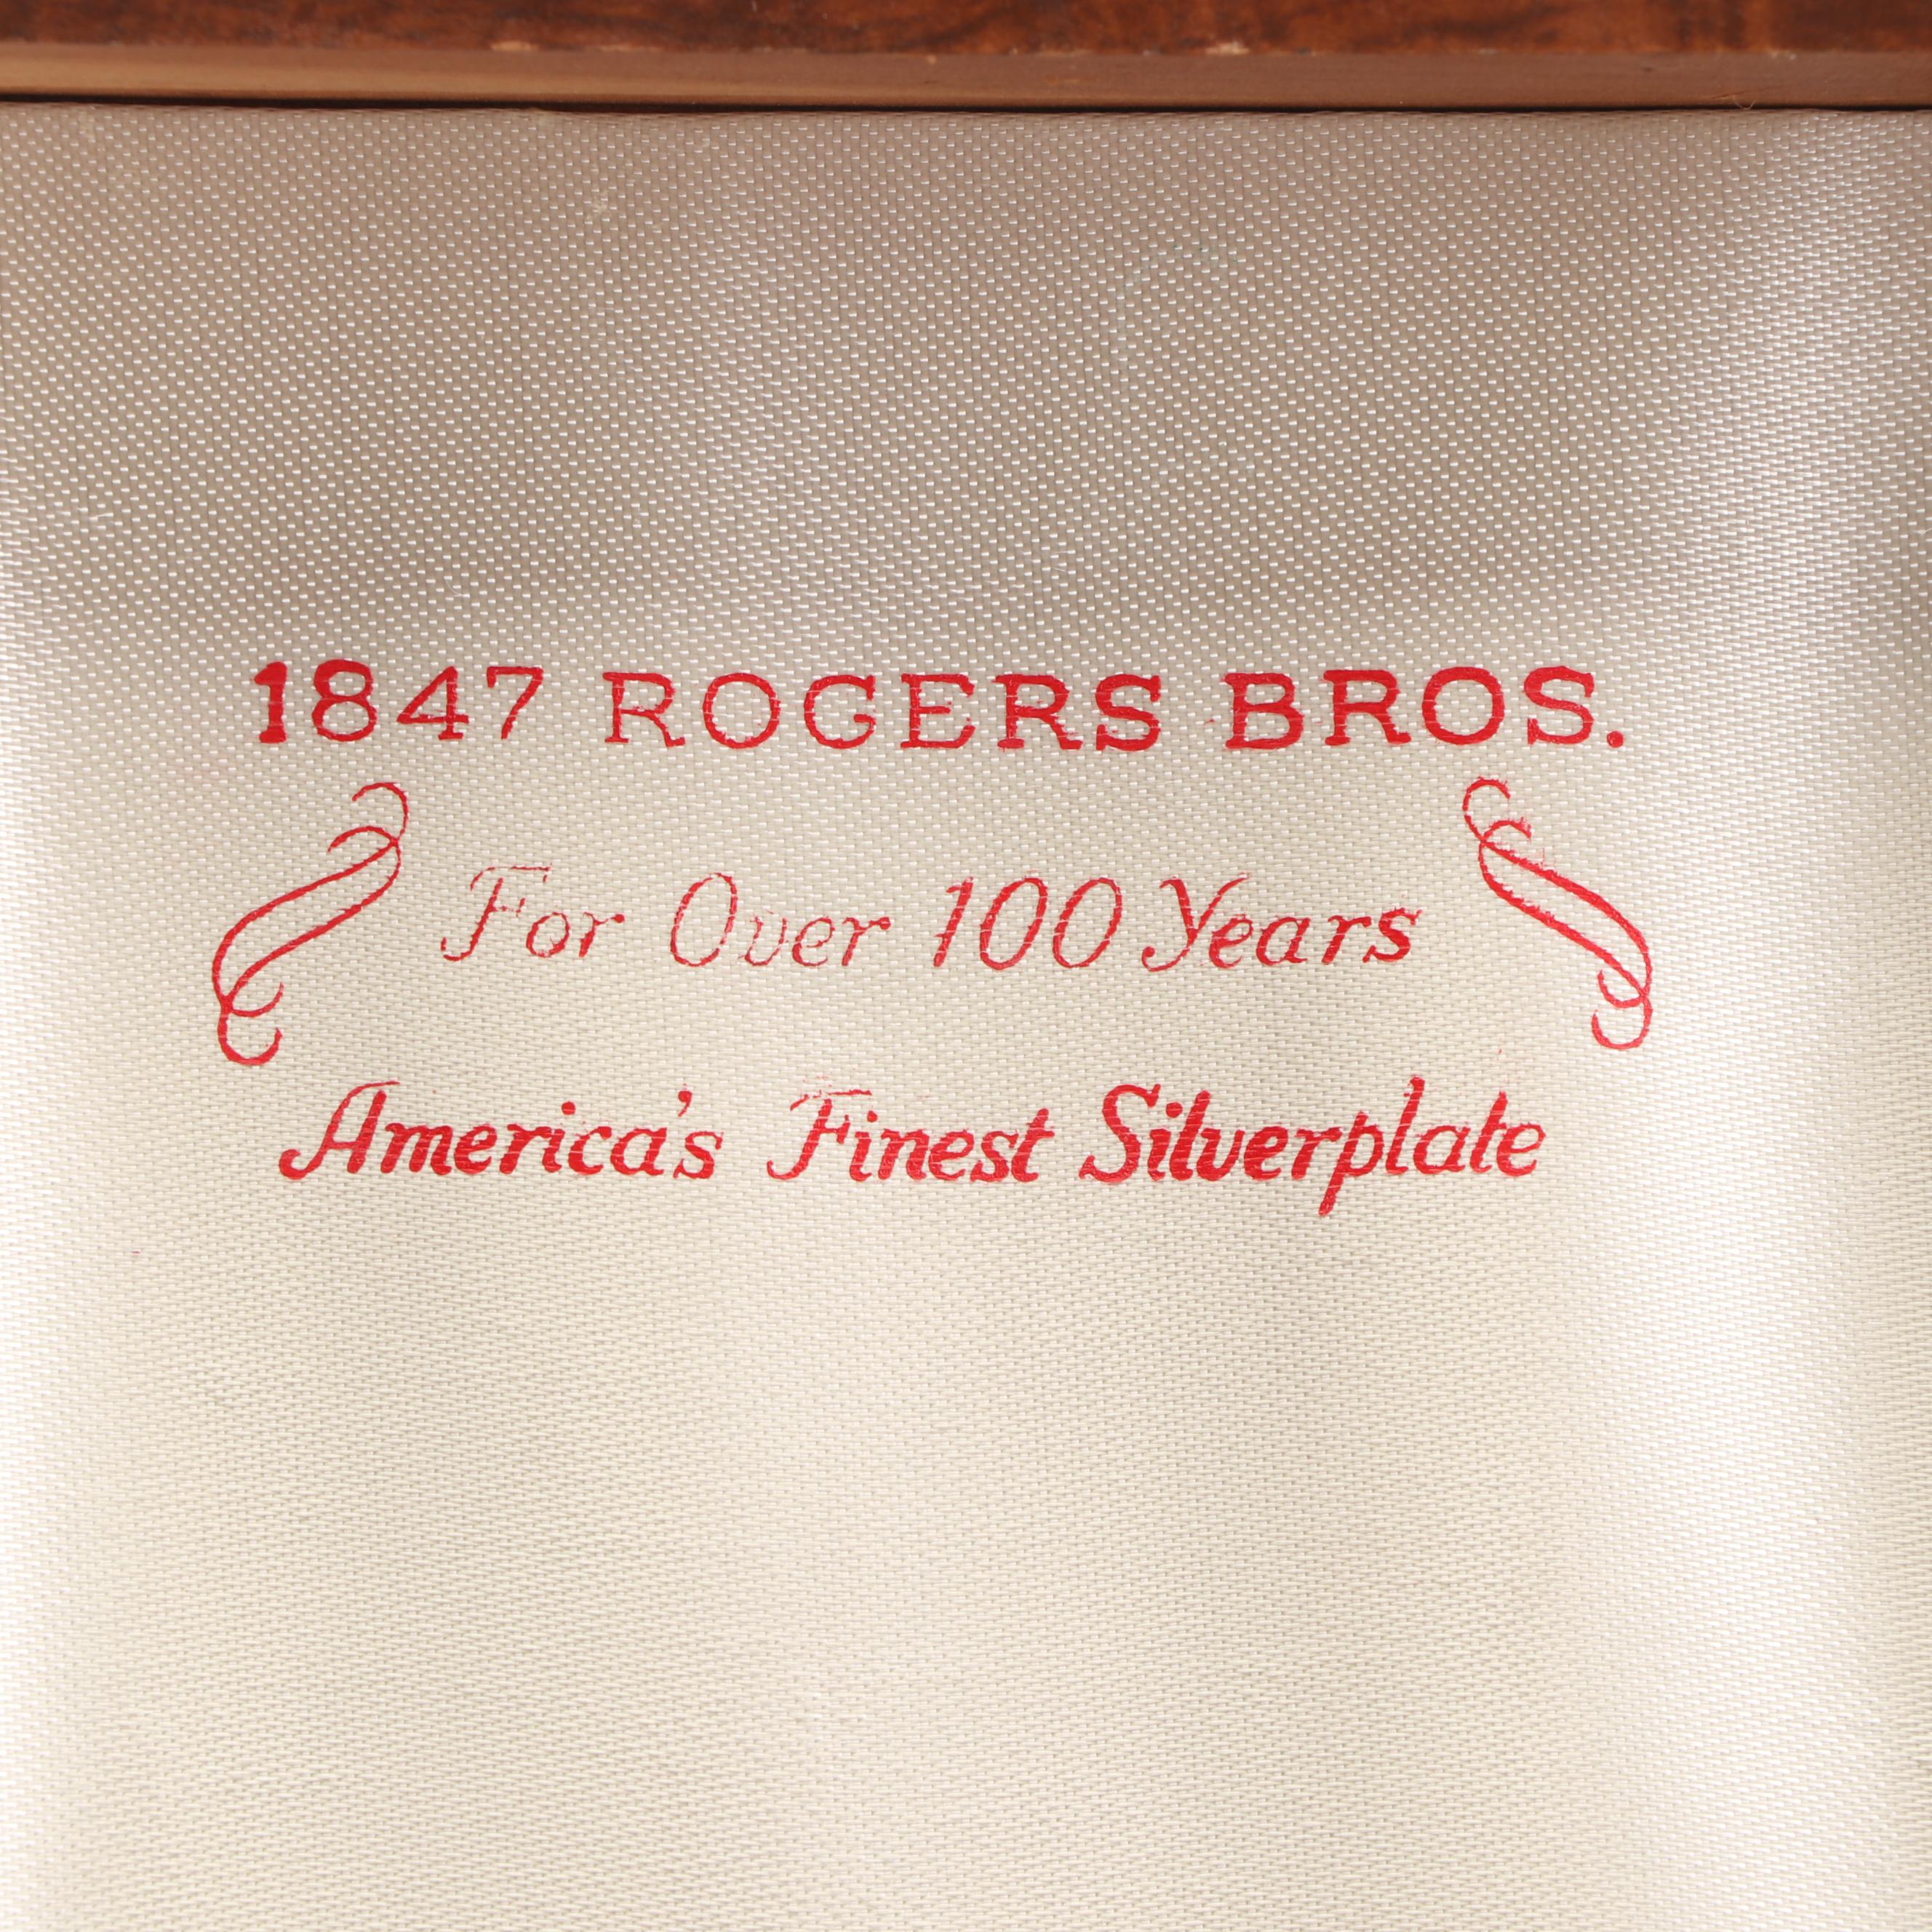 1847 ROGERS BROS.
For Over 100 Years
America's Finest Silverplate